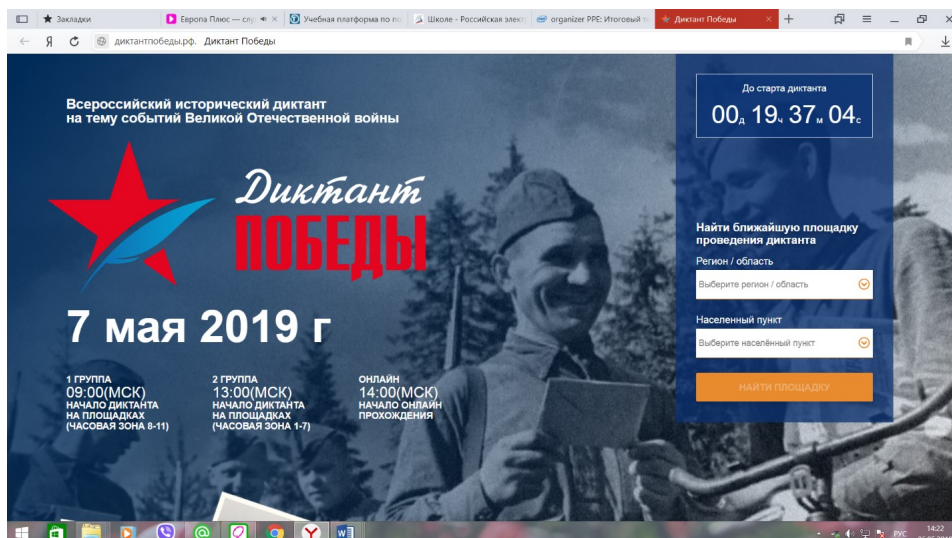 Закладки
Европа Плюс — слу
Учебная платформа по по
Школе - Российская элект
organizer PPE: Итоговый т
Диктант Победы
диктантпобеды.рф. Диктант Победы
Всероссийский исторический диктант
на тему событий Великой Отечественной войны
Диктант
ПОБЕДЫ
7 мая 2019 г
1 ГРУППА
09:00(МСК)
НАЧАЛО ДИКТАНТА
НА ПЛОЩАДКАХ
(ЧАСОВАЯ ЗОНА 8-11)
2 ГРУППА
13:00(МСК)
НАЧАЛО ДИКТАНТА
НА ПЛОЩАДКАХ
(ЧАСОВАЯ ЗОНА 1-7)
ОНЛАЙН
14:00(МСК)
НАЧАЛО ОНЛАЙН
ПРОХОЖДЕНИЯ
До старта диктанта
00д 19ч 37м 04с
Найти ближайшую площадку
проведения диктанта
Регион / область
Выберите регион / область
Населенный пункт
Выберите населённый пункт
НАЙТИ ПЛОЩАДКУ
РУС
14:22